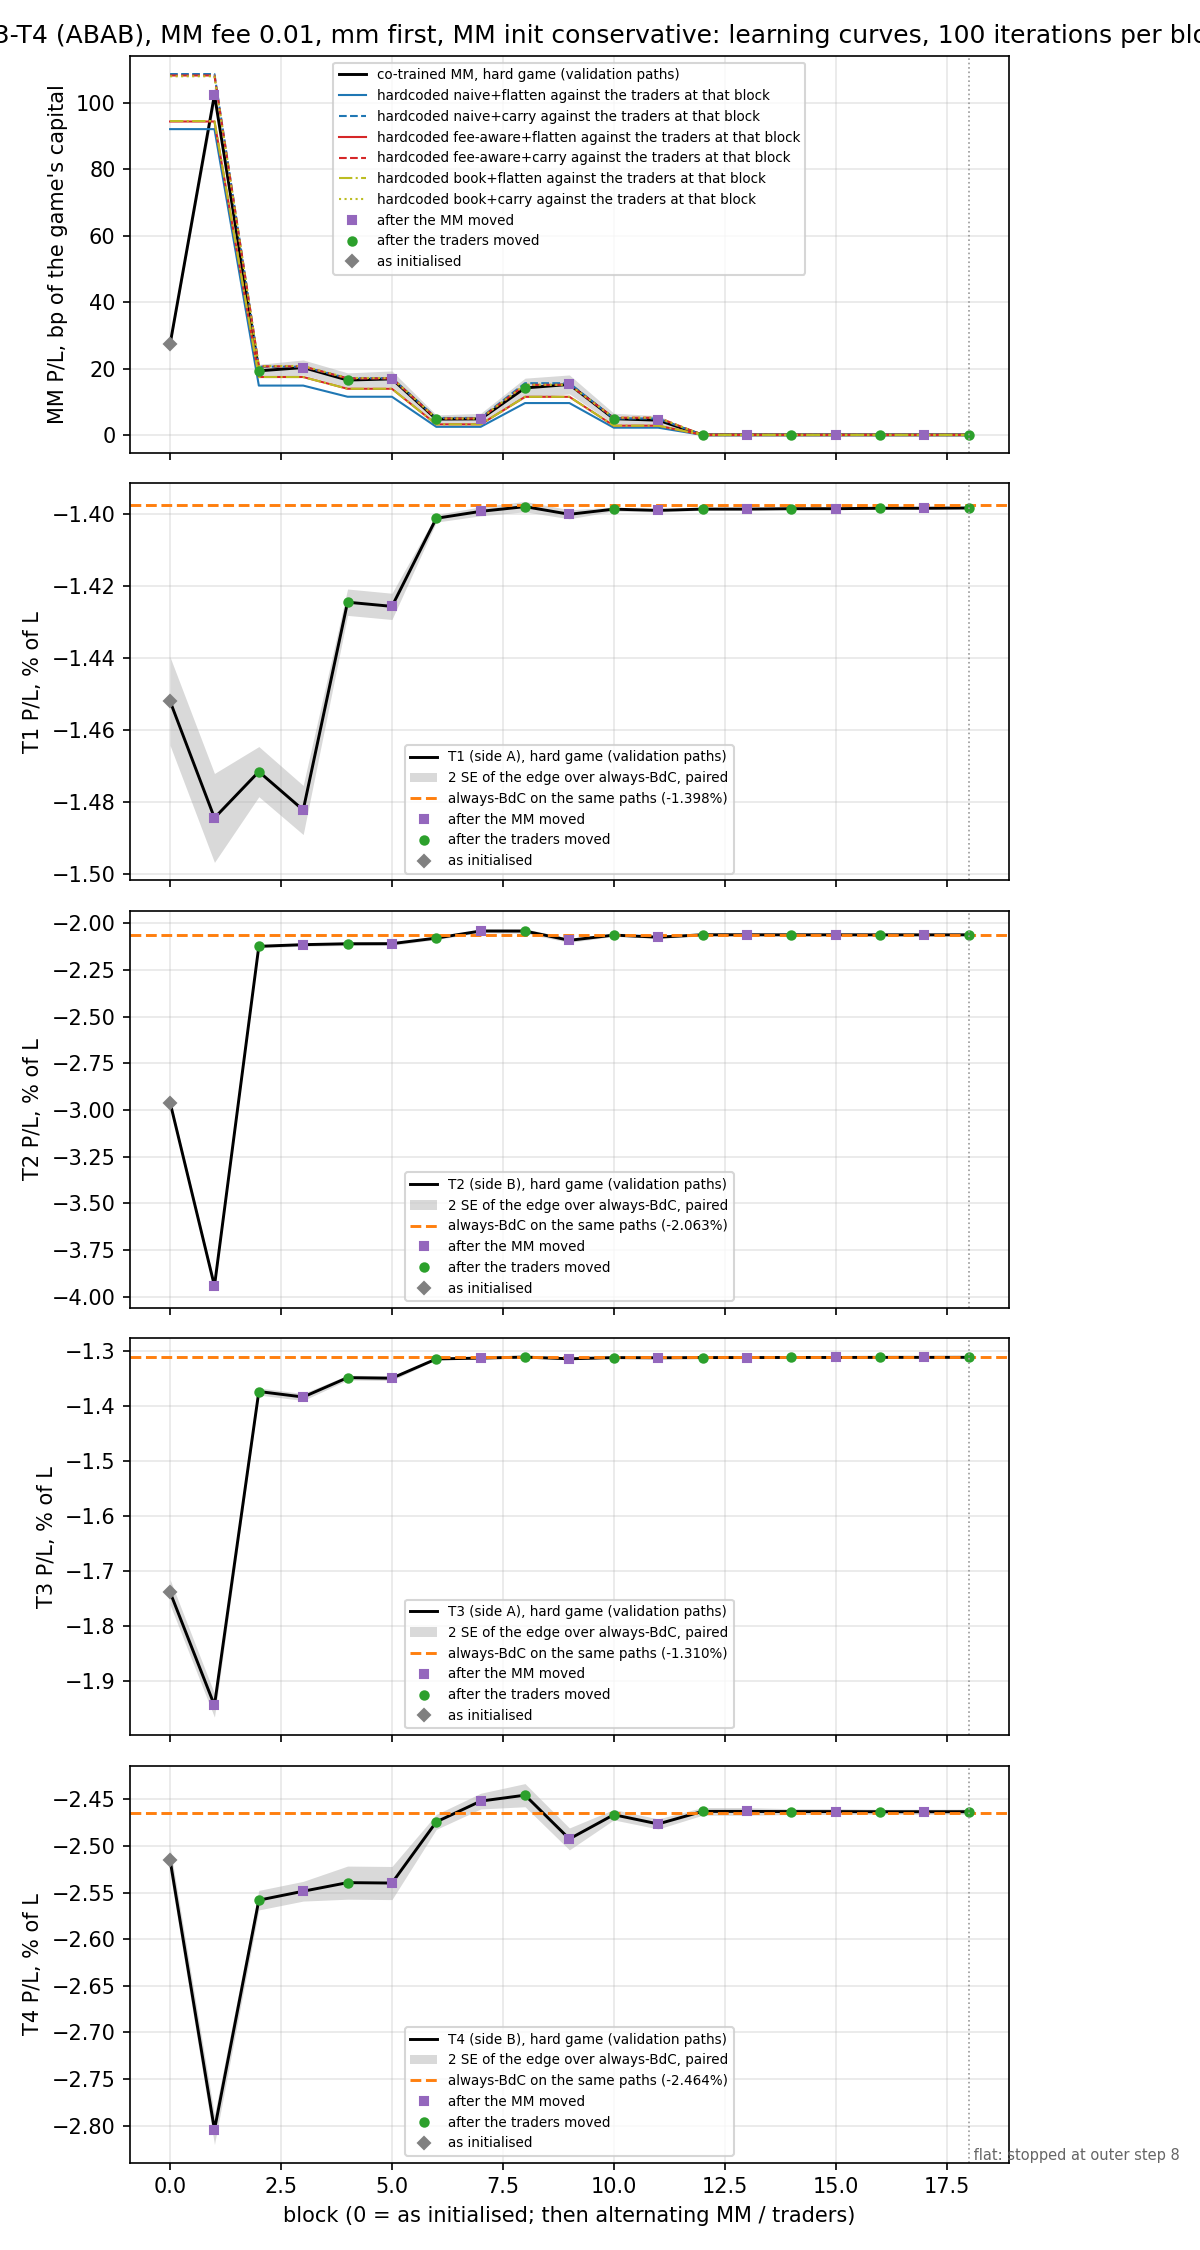 3-T4 (ABAB), MM fee 0.01, mm first, MM init conservative: learning curves, 100 iterations per blo
MM P/L, bp of the game's capital
100
80
60
40
20
0
co-trained MM, hard game (validation paths)
hardcoded naive+flatten against the traders at that block
hardcoded naive+carry against the traders at that block
hardcoded fee-aware+flatten against the traders at that block
hardcoded fee-aware+carry against the traders at that block
hardcoded book+flatten against the traders at that block
hardcoded book+carry against the traders at that block
after the MM moved
after the traders moved
as initialised
T1 P/L, % of L
−1.40
−1.42
−1.44
−1.46
−1.48
−1.50
T1 (side A), hard game (validation paths)
2 SE of the edge over always-BdC, paired
always-BdC on the same paths (-1.398%)
after the MM moved
after the traders moved
as initialised
T2 P/L, % of L
−2.00
−2.25
−2.50
−2.75
−3.00
−3.25
−3.50
−3.75
−4.00
T2 (side B), hard game (validation paths)
2 SE of the edge over always-BdC, paired
always-BdC on the same paths (-2.063%)
after the MM moved
after the traders moved
as initialised
T3 P/L, % of L
−1.3
−1.4
−1.5
−1.6
−1.7
−1.8
−1.9
T3 (side A), hard game (validation paths)
2 SE of the edge over always-BdC, paired
always-BdC on the same paths (-1.310%)
after the MM moved
after the traders moved
as initialised
T4 P/L, % of L
−2.45
−2.50
−2.55
−2.60
−2.65
−2.70
−2.75
−2.80
T4 (side B), hard game (validation paths)
2 SE of the edge over always-BdC, paired
always-BdC on the same paths (-2.464%)
after the MM moved
after the traders moved
as initialised
flat: stopped at outer step 8
0.0 2.5 5.0 7.5 10.0 12.5 15.0 17.5
block (0 = as initialised; then alternating MM / traders)